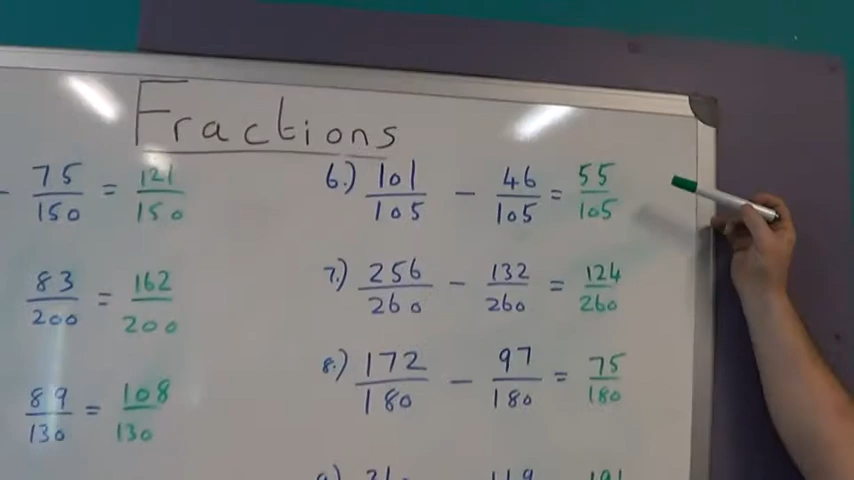 Fractions
- 75/150 = 121/150
83/200 = 162/200
89/130 = 108/130
6.) 101/105 - 46/105 = 55/105
7.) 256/260 - 132/260 = 124/260
8.) 172/180 - 97/180 = 75/180